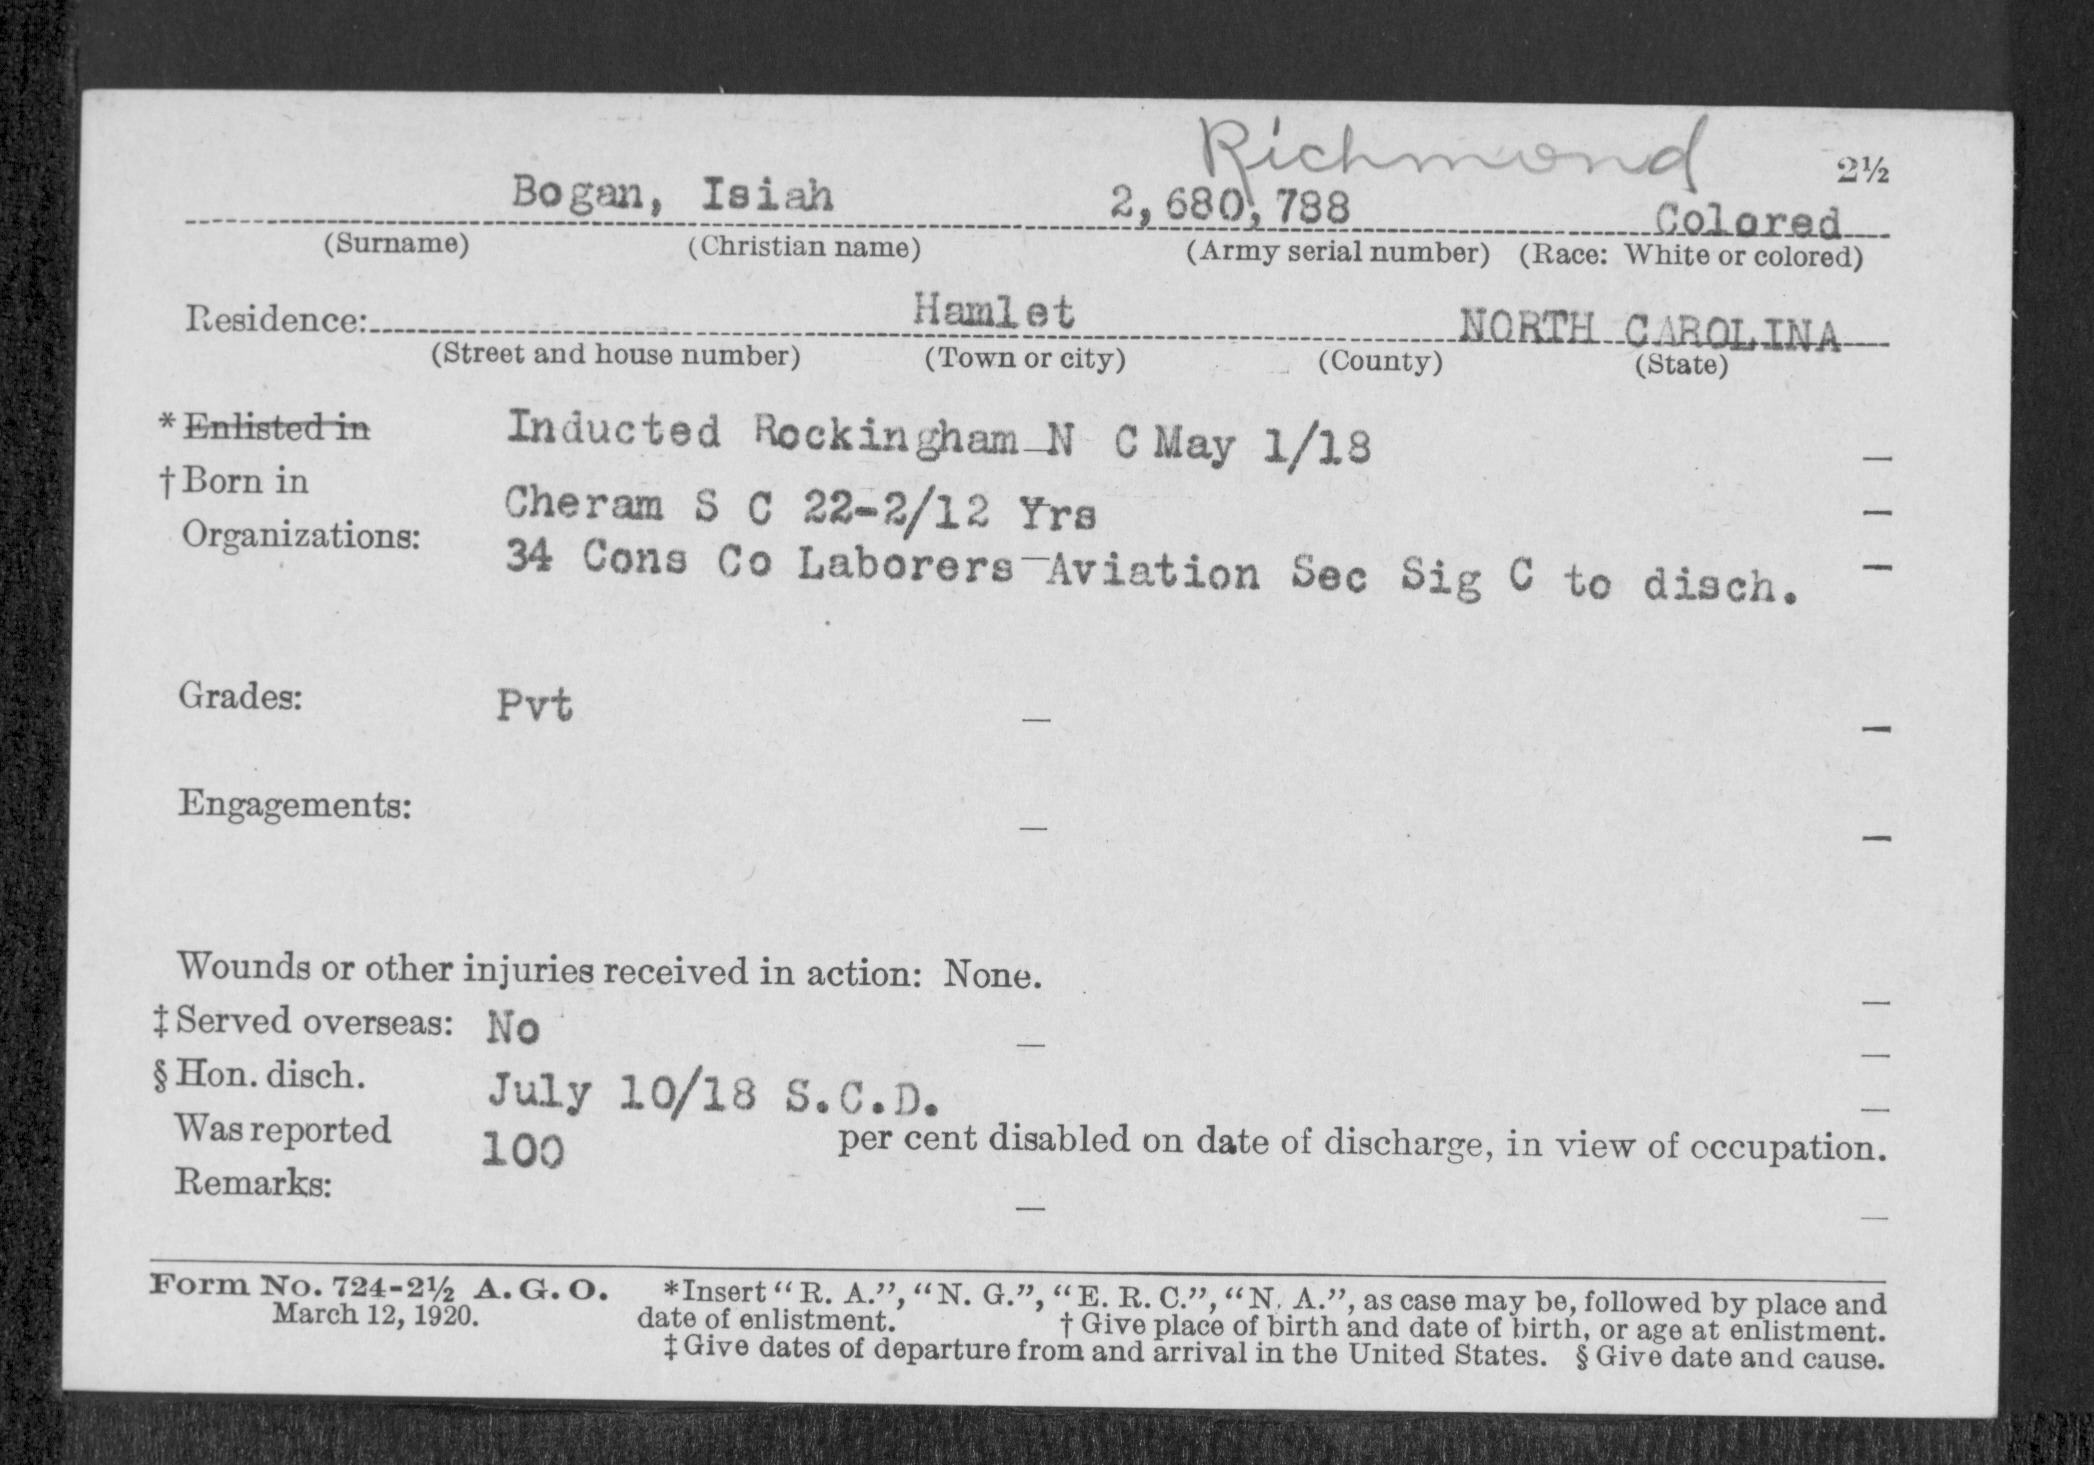 Richmond
2½
Bogan, Isiah 2,680,788 Colored
(Surname) (Christian name) (Army serial number) (Race: White or colored)
Residence: Hamlet NORTH CAROLINA
(Street and house number) (Town or city) (County) (State)
* Enlisted in Inducted Rockingham N C May 1/18 —
† Born in Cheram S C 22-2/12 Yrs —
Organizations: 34 Cons Co Laborers Aviation Sec Sig C to disch. —
Grades: Pvt — —
Engagements: — —
Wounds or other injuries received in action: None. —
‡ Served overseas: No — —
§ Hon. disch. July 10/18 S.C.D. —
Was reported 100 per cent disabled on date of discharge, in view of occupation.
Remarks: — —
Form No. 724-2½ A. G. O. *Insert "R. A.", "N. G.", "E. R. C.", "N. A.", as case may be, followed by place and
March 12, 1920. date of enlistment. † Give place of birth and date of birth, or age at enlistment.
‡ Give dates of departure from and arrival in the United States. § Give date and cause.